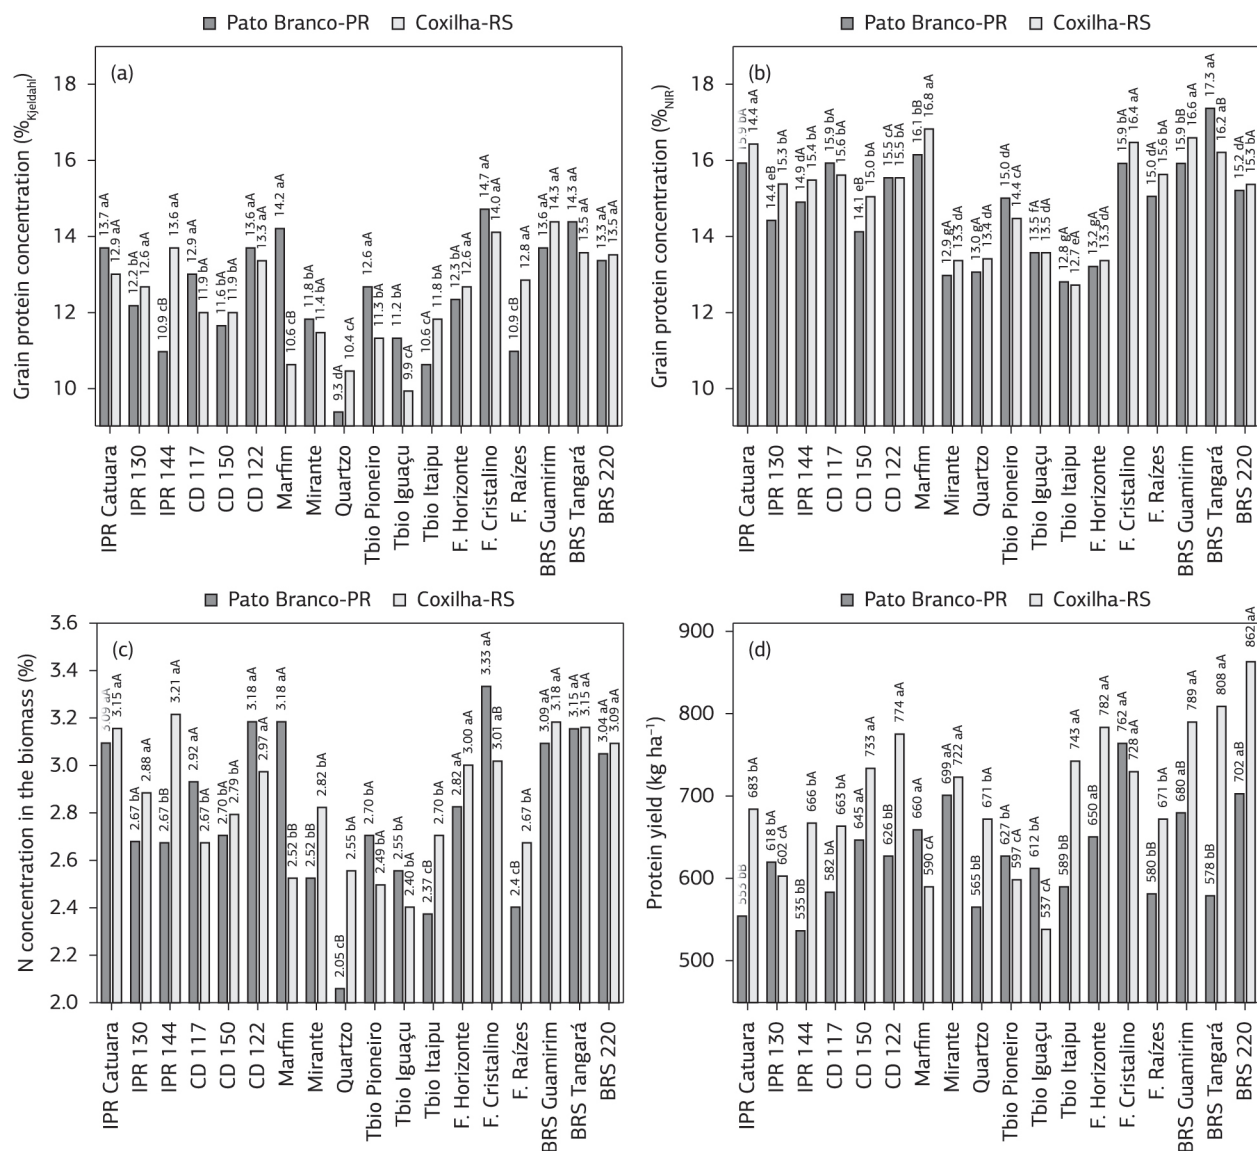 Pato Branco-PR Coxilha-RS
(a)
Grain protein concentration (%Kjeldahl)
18
16
14
12
10
13.7 aA
12.9 aA
12.2 bA
12.6 aA
10.9 cB
13.6 aA
12.9 aA
11.9 bA
11.6 bA
11.9 bA
13.6 aA
13.3 aA
14.2 aA
10.6 cB
11.8 bA
11.4 bA
9.3 dA
10.4 cA
12.6 aA
11.3 bA
11.2 bA
9.9 cA
10.6 cA
11.8 bA
12.3 bA
12.6 aA
14.7 aA
14.0 aA
10.9 cB
12.8 aA
13.6 aA
14.3 aA
14.3 aA
13.5 aA
13.3 aA
13.5 aA
IPR Catuara
IPR 130
IPR 144
CD 117
CD 150
CD 122
Marfim
Mirante
Quartzo
Tbio Pioneiro
Tbio Iguaçu
Tbio Itaipu
F. Horizonte
F. Cristalino
F. Raízes
BRS Guamirim
BRS Tangará
BRS 220
Pato Branco-PR Coxilha-RS
(b)
Grain protein concentration (%NIR)
18
16
14
12
10
15.9 bA
14.4 aA
14.4 eB
15.3 bA
14.9 dA
15.4 bA
15.9 bA
15.6 bA
14.1 eB
15.0 bA
15.5 cA
15.5 bA
16.1 bB
16.8 aA
12.9 gA
13.3 dA
13.0 gA
13.4 dA
15.0 dA
14.4 cA
13.5 fA
13.5 dA
12.8 gA
12.7 eA
13.2 gA
13.3 dA
15.9 bA
16.4 aA
15.0 dA
15.6 bA
15.9 bB
16.6 aA
17.3 aA
16.2 aB
15.2 dA
15.3 bA
IPR Catuara
IPR 130
IPR 144
CD 117
CD 150
CD 122
Marfim
Mirante
Quartzo
Tbio Pioneiro
Tbio Iguaçu
Tbio Itaipu
F. Horizonte
F. Cristalino
F. Raízes
BRS Guamirim
BRS Tangará
BRS 220
Pato Branco-PR Coxilha-RS
(c)
N concentration in the biomass (%)
3.6
3.4
3.2
3.0
2.8
2.6
2.4
2.2
2.0
3.09 aA
3.15 aA
2.67 bA
2.88 aA
2.67 bB
3.21 aA
2.92 aA
2.67 bA
2.70 bA
2.79 bA
3.18 aA
2.97 aA
3.18 aA
2.52 bB
2.52 bB
2.82 bA
2.05 cB
2.55 bA
2.70 bA
2.49 bA
2.55 bA
2.40 bA
2.37 cB
2.70 bA
2.82 aA
3.00 aA
3.33 aA
3.01 aB
2.4 cB
2.67 bA
3.09 aA
3.18 aA
3.15 aA
3.15 aA
3.04 aA
3.09 aA
IPR Catuara
IPR 130
IPR 144
CD 117
CD 150
CD 122
Marfim
Mirante
Quartzo
Tbio Pioneiro
Tbio Iguaçu
Tbio Itaipu
F. Horizonte
F. Cristalino
F. Raízes
BRS Guamirim
BRS Tangará
BRS 220
Pato Branco-PR Coxilha-RS
(d)
Protein yield (kg ha⁻¹)
900
800
700
600
500
553 bB
683 bA
618 bA
602 cA
535 bB
666 bA
582 bA
663 bA
645 aA
733 aA
626 bB
774 aA
660 aA
590 cA
699 aA
722 aA
565 bB
671 bA
627 bA
597 cA
612 bA
537 cA
589 bB
743 aA
650 aB
782 aA
762 aA
728 aA
580 bB
671 bA
680 aB
789 aA
578 bB
808 aA
702 aB
862 aA
IPR Catuara
IPR 130
IPR 144
CD 117
CD 150
CD 122
Marfim
Mirante
Quartzo
Tbio Pioneiro
Tbio Iguaçu
Tbio Itaipu
F. Horizonte
F. Cristalino
F. Raízes
BRS Guamirim
BRS Tangará
BRS 220